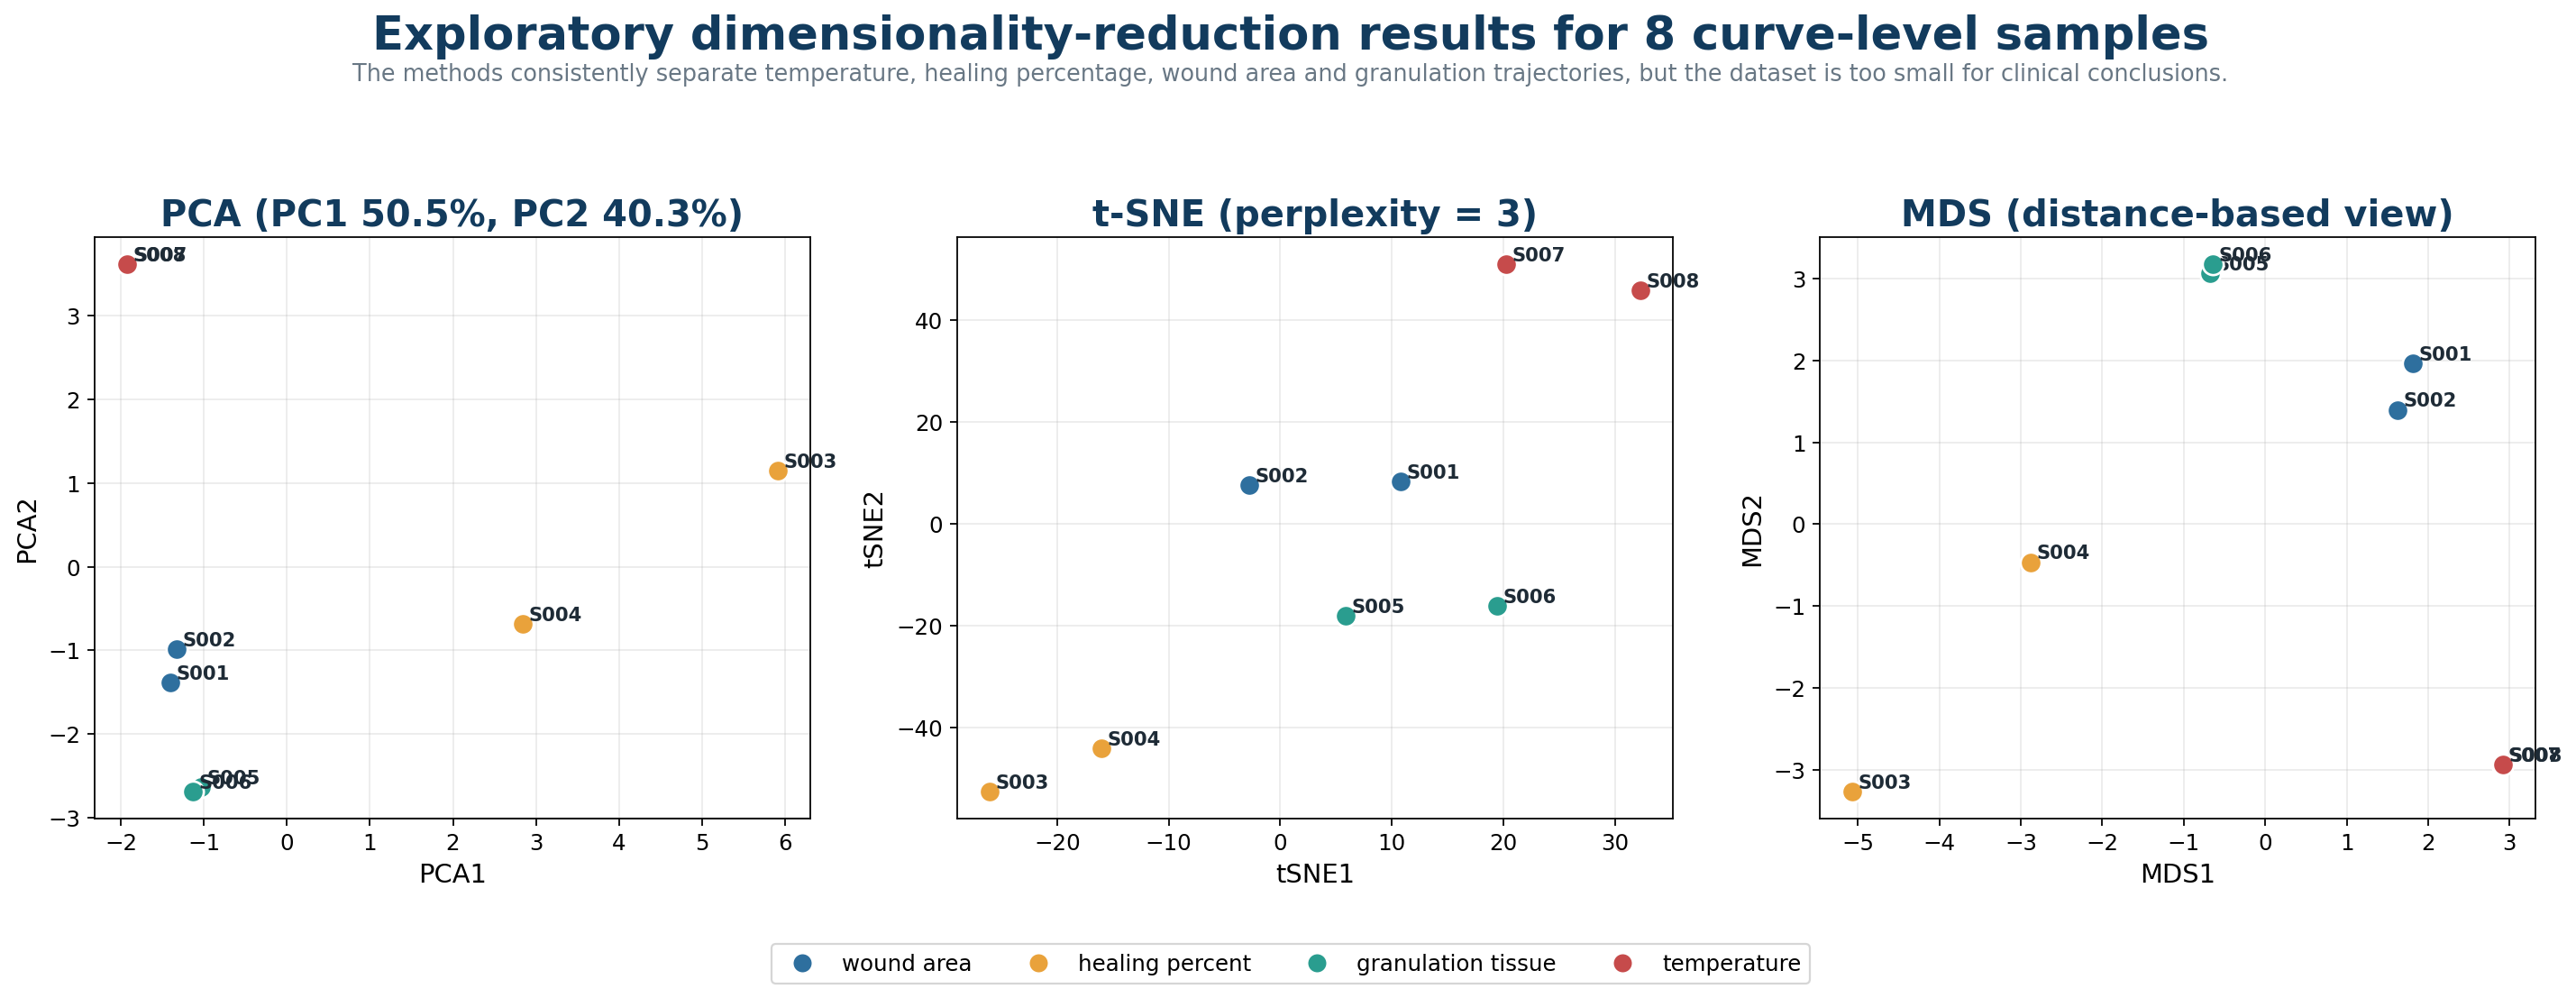 Exploratory dimensionality-reduction results for 8 curve-level samples
The methods consistently separate temperature, healing percentage, wound area and granulation trajectories, but the dataset is too small for clinical conclusions.
PCA (PC1 50.5%, PC2 40.3%)
S003
S004
S002
S001
S005
S006
3
2
1
0
−1
−2
−3
PCA2
−2 −1 0 1 2 3 4 5 6
PCA1
t-SNE (perplexity = 3)
S007
S008
S002
S001
S005
S006
S004
S003
40
20
0
−20
−40
tSNE2
−20 −10 0 10 20 30
tSNE1
MDS (distance-based view)
S006
S005
S001
S002
S004
S003
3
2
1
0
−1
−2
−3
MDS2
−5 −4 −3 −2 −1 0 1 2 3
MDS1
wound area healing percent granulation tissue temperature